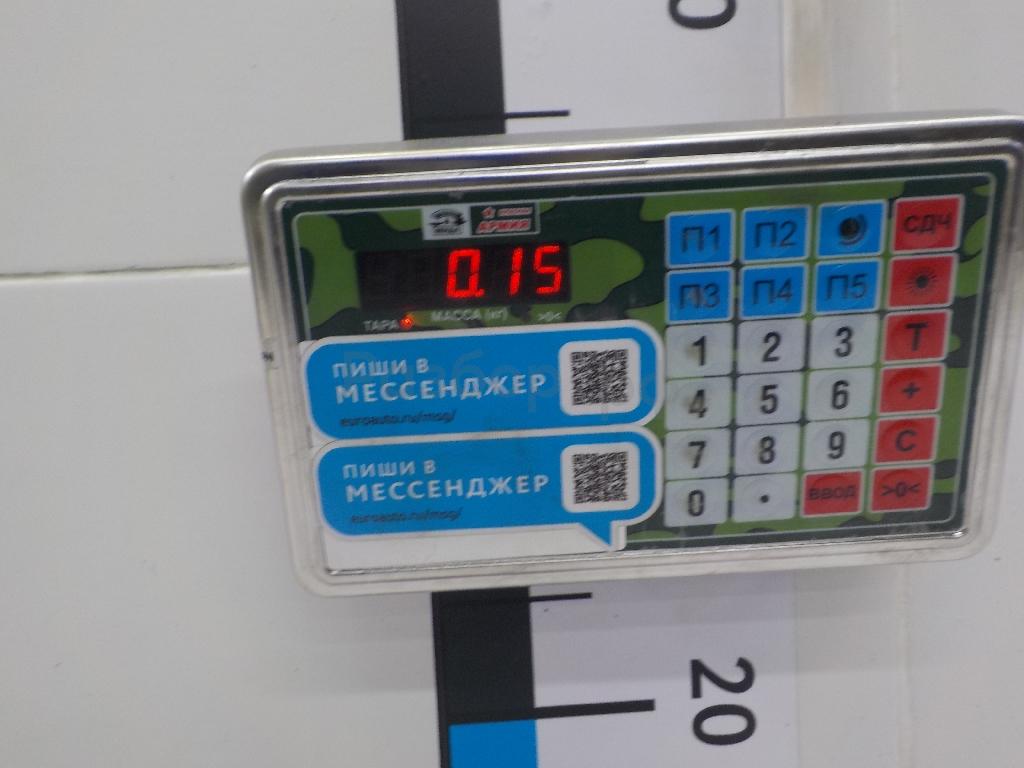 0
АРМИЯ
0.15
ТАРА МАССА (кг) >0<
П1 П2 СДЧ
П3 П4 П5
1 2 3 Т
4 5 6 +
7 8 9 С
0 . ВВОД >0<
ПИШИ В
МЕССЕНДЖЕР
euroauto.ru/msg/
ПИШИ В
МЕССЕНДЖЕР
euroauto.ru/msg/
20